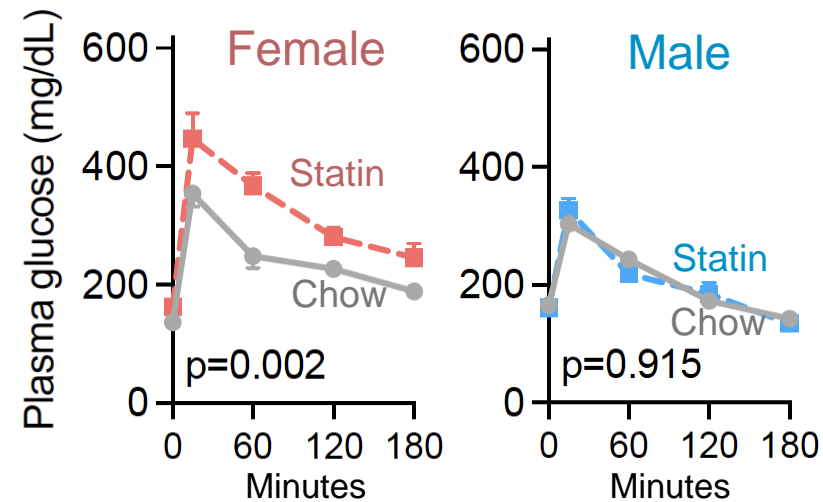 Plasma glucose (mg/dL)
Female
600
400
200
0
Statin
Chow
p=0.002
0 60 120 180
Minutes
Male
600
400
200
0
Statin
Chow
p=0.915
0 60 120 180
Minutes